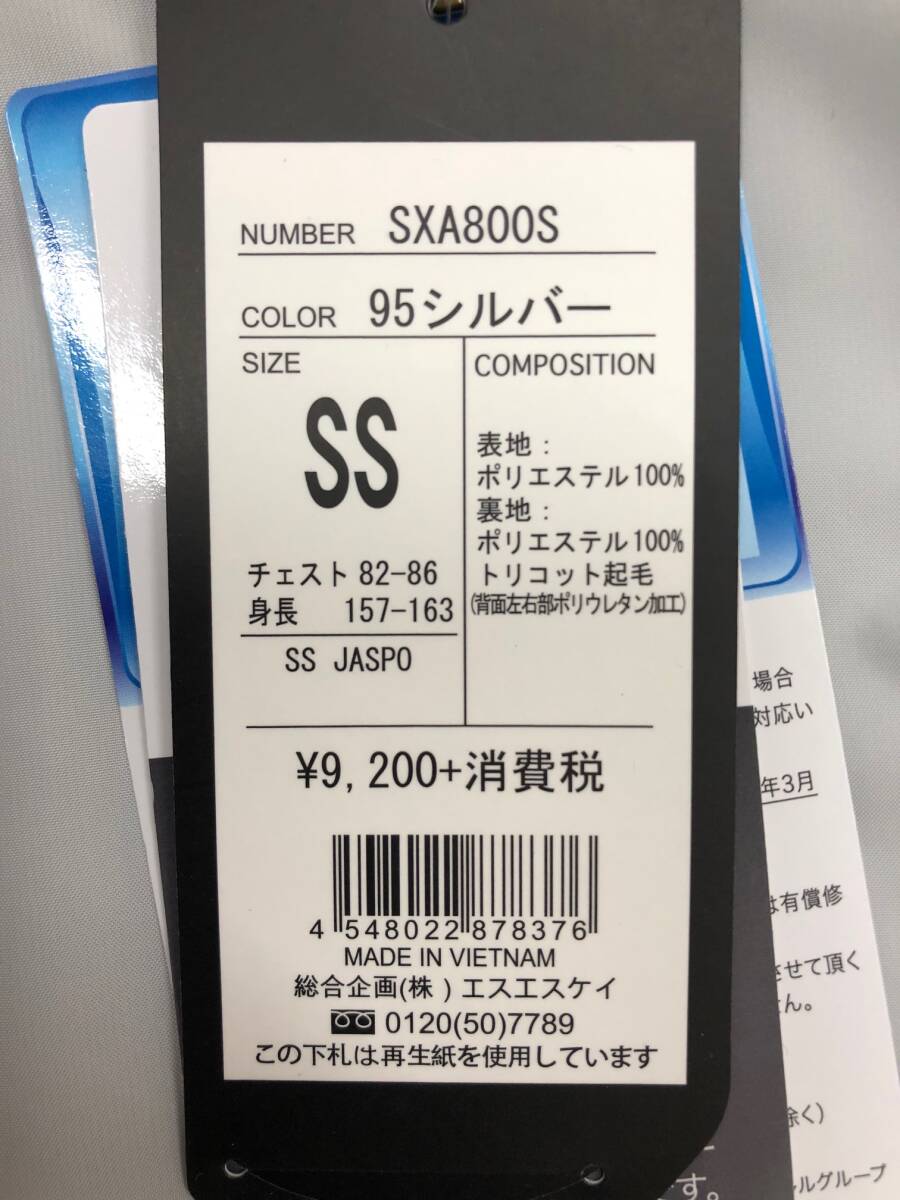 NUMBER SXA800S
COLOR 95シルバー
SIZE
SS
チェスト 82-86
身長 157-163
SS JASPO
COMPOSITION
表地：
ポリエステル100%
裏地：
ポリエステル100%
トリコット起毛
(背面左右部ポリウレタン加工)
¥9,200+消費税
4 548022 878376
MADE IN VIETNAM
総合企画(株)エスエスケイ
0120(50)7789
この下札は再生紙を使用しています
場合
対応い
年3月
は有償修
させて頂く
せん。
除く)
す。
ルグループ